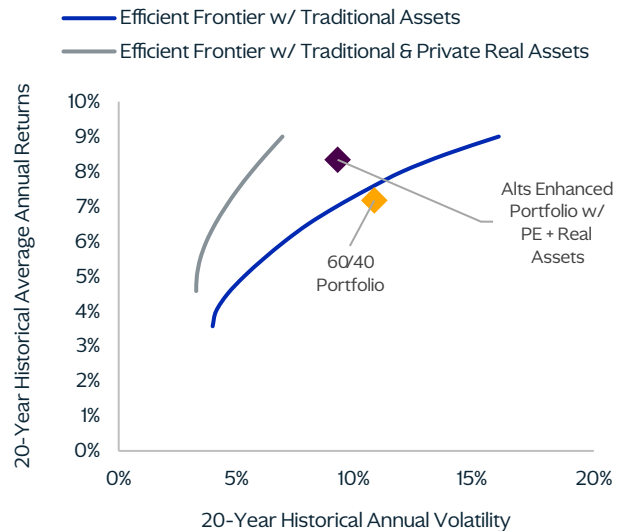 Efficient Frontier w/ Traditional Assets
Efficient Frontier w/ Traditional & Private Real Assets
20-Year Historical Average Annual Returns
10%
9%
8%
7%
6%
5%
4%
3%
2%
1%
0%
Alts Enhanced
Portfolio w/
PE + Real
Assets
60/40
Portfolio
0%
5%
10%
15%
20%
20-Year Historical Annual Volatility